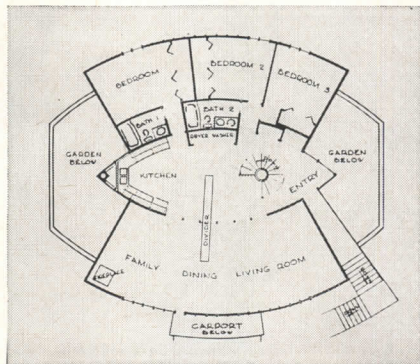 BEDROOM
BEDROOM 2
BEDROOM 3
BATH 1
BATH 2
DRYER WASHER
GARDEN
BELOW
KITCHEN
ENTRY
GARDEN
BELOW
DIVIDER
FAMILY DINING LIVING ROOM
FIREPLACE
CARPORT
BELOW